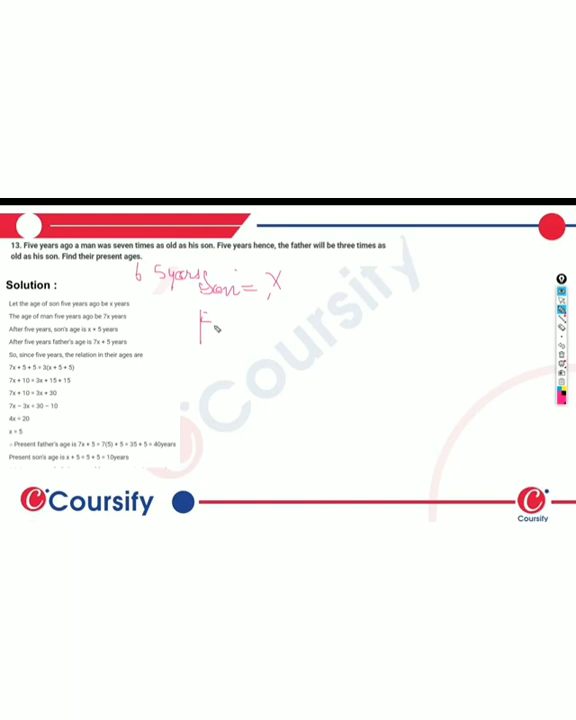 13. Five years ago a man was seven times as old as his son. Five years hence, the father will be three times as
old as his son. Find their present ages.
5 years
Son = X
Solution :
F
Let the age of son five years ago be x years
The age of man five years ago be 7x years
After five years, son's age is x + 5 years
After five years father's age is 7x + 5 years
So, since five years, the relation in their ages are
7x + 5 + 5 = 3(x + 5 + 5)
7x + 10 = 3x + 15 + 15
7x + 10 = 3x + 30
7x − 3x = 30 − 10
4x = 20
x = 5
∴ Present father's age is 7x + 5 = 7(5) + 5 = 35 + 5 = 40years
Present son's age is x + 5 = 5 + 5 = 10years
Coursify
Coursify
Coursify